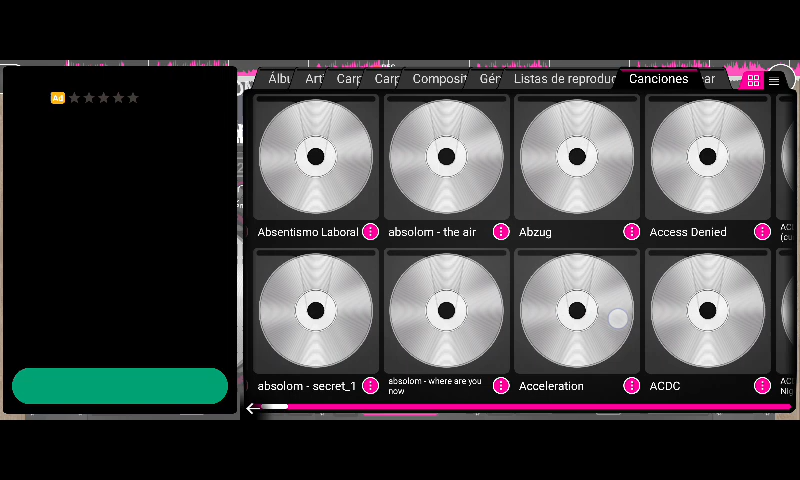 Ad
Álbu
Art
Carp
Carp
Composit
Gén
Listas de reproduc
Canciones
ar
Absentismo Laboral
absolom - the air
Abzug
Access Denied
absolom - secret_1
absolom - where are you
now
Acceleration
ACDC